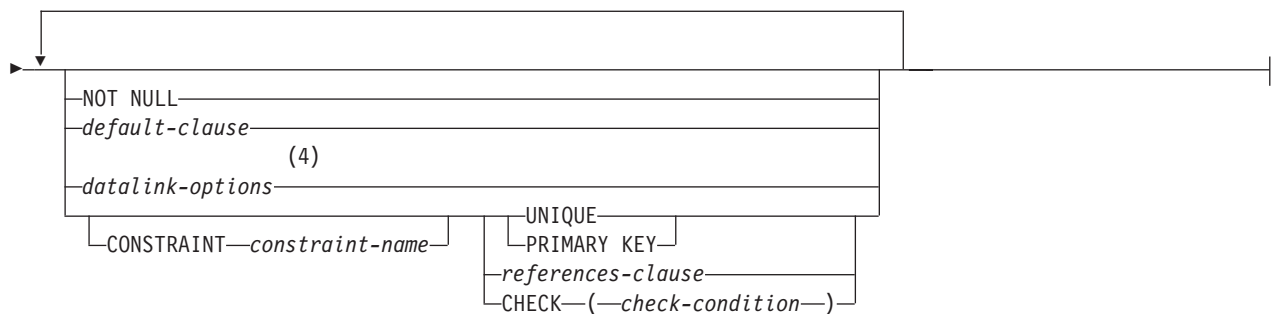 NOT NULL
default-clause
(4)
datalink-options
UNIQUE
CONSTRAINT constraint-name PRIMARY KEY
references-clause
CHECK ( check-condition )